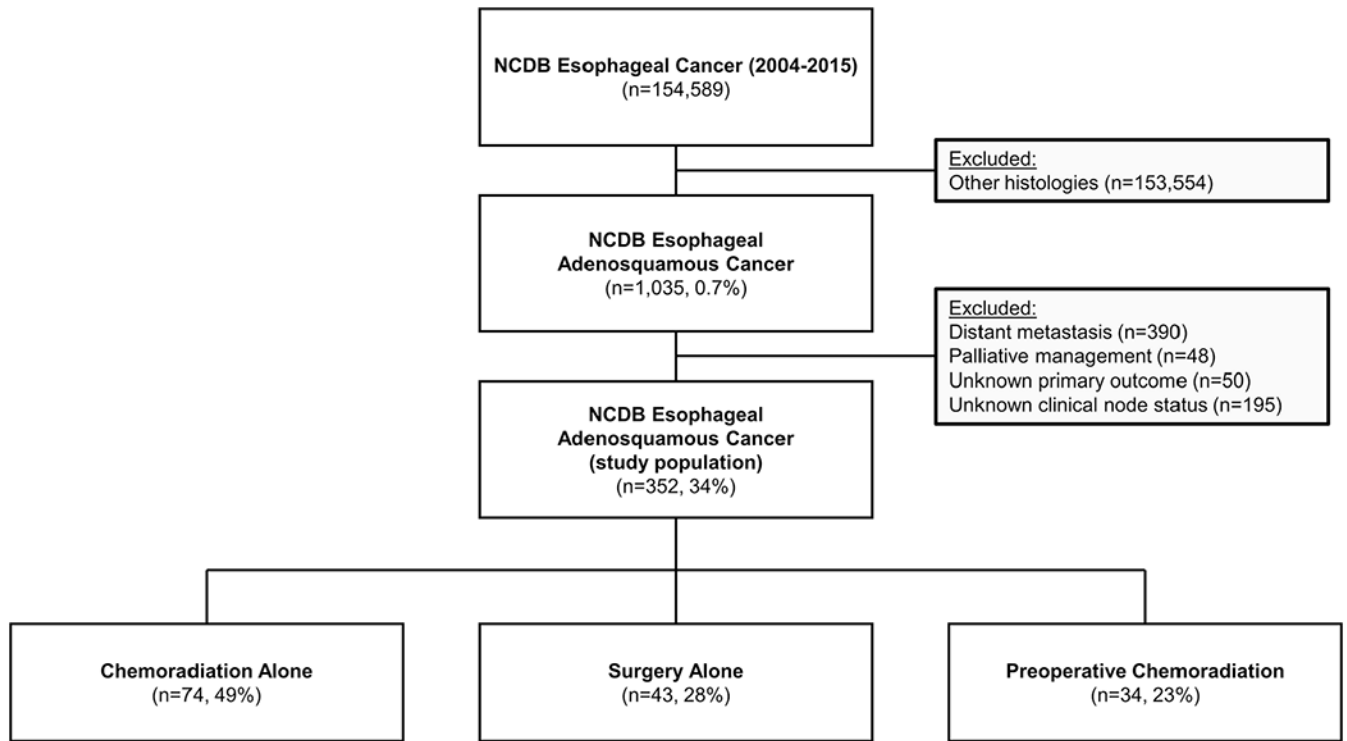 NCDB Esophageal Cancer (2004-2015)
(n=154,589)
Excluded:
Other histologies (n=153,554)
NCDB Esophageal
Adenosquamous Cancer
(n=1,035, 0.7%)
Excluded:
Distant metastasis (n=390)
Palliative management (n=48)
Unknown primary outcome (n=50)
Unknown clinical node status (n=195)
NCDB Esophageal
Adenosquamous Cancer
(study population)
(n=352, 34%)
Chemoradiation Alone
(n=74, 49%)
Surgery Alone
(n=43, 28%)
Preoperative Chemoradiation
(n=34, 23%)